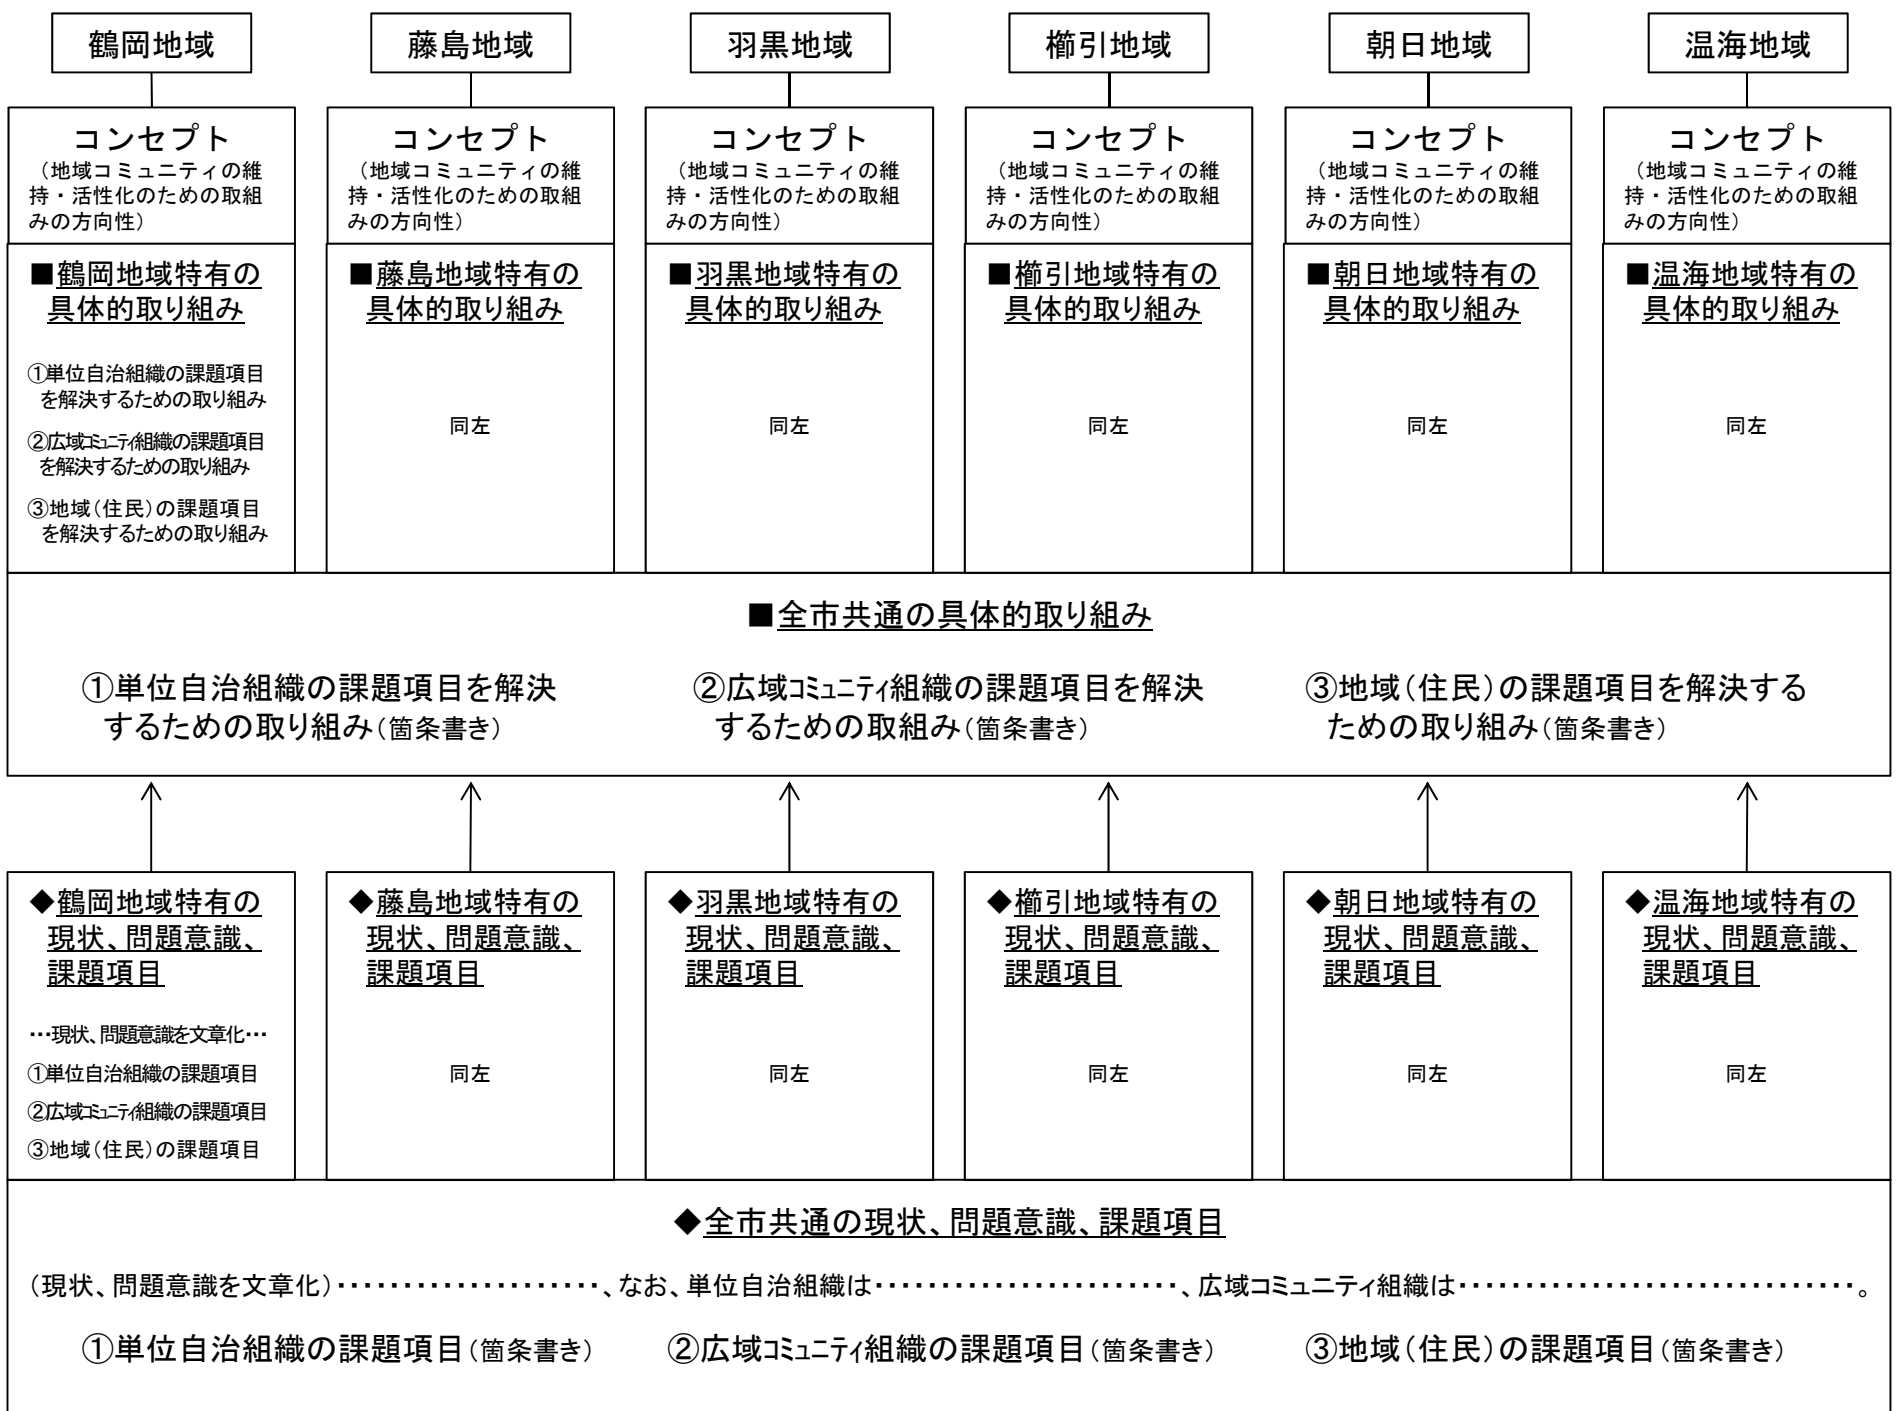 鶴岡地域
藤島地域
羽黒地域
櫛引地域
朝日地域
温海地域
コンセプト
（地域コミュニティの維
持・活性化のための取組
みの方向性）
コンセプト
（地域コミュニティの維
持・活性化のための取組
みの方向性）
コンセプト
（地域コミュニティの維
持・活性化のための取組
みの方向性）
コンセプト
（地域コミュニティの維
持・活性化のための取組
みの方向性）
コンセプト
（地域コミュニティの維
持・活性化のための取組
みの方向性）
コンセプト
（地域コミュニティの維
持・活性化のための取組
みの方向性）
■鶴岡地域特有の
具体的取り組み
①単位自治組織の課題項目
を解決するための取り組み
②広域コミュニティ組織の課題項目
を解決するための取り組み
③地域（住民）の課題項目
を解決するための取り組み
■藤島地域特有の
具体的取り組み
同左
■羽黒地域特有の
具体的取り組み
同左
■櫛引地域特有の
具体的取り組み
同左
■朝日地域特有の
具体的取り組み
同左
■温海地域特有の
具体的取り組み
同左
■全市共通の具体的取り組み
①単位自治組織の課題項目を解決
するための取り組み（箇条書き）
②広域コミュニティ組織の課題項目を解決
するための取組み（箇条書き）
③地域（住民）の課題項目を解決する
ための取り組み（箇条書き）
◆鶴岡地域特有の
現状、問題意識、
課題項目
…現状、問題意識を文章化…
①単位自治組織の課題項目
②広域コミュニティ組織の課題項目
③地域（住民）の課題項目
◆藤島地域特有の
現状、問題意識、
課題項目
同左
◆羽黒地域特有の
現状、問題意識、
課題項目
同左
◆櫛引地域特有の
現状、問題意識、
課題項目
同左
◆朝日地域特有の
現状、問題意識、
課題項目
同左
◆温海地域特有の
現状、問題意識、
課題項目
同左
◆全市共通の現状、問題意識、課題項目
（現状、問題意識を文章化）…………………、なお、単位自治組織は……………………、広域コミュニティ組織は……………………………。
①単位自治組織の課題項目（箇条書き）
②広域コミュニティ組織の課題項目（箇条書き）
③地域（住民）の課題項目（箇条書き）